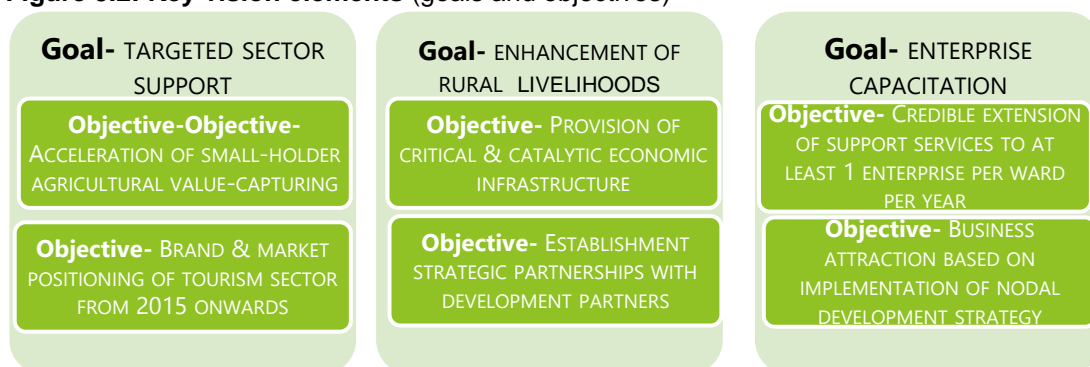 Figure 6.2: Key vision elements (goals and objectives)
Goal- TARGETED SECTOR
SUPPORT
Objective-Objective-
ACCELERATION OF SMALL-HOLDER
AGRICULTURAL VALUE-CAPTURING
Objective- BRAND & MARKET
POSITIONING OF TOURISM SECTOR
FROM 2015 ONWARDS
Goal- ENHANCEMENT OF
RURAL LIVELIHOODS
Objective- PROVISION OF
CRITICAL & CATALYTIC ECONOMIC
INFRASTRUCTURE
Objective- ESTABLISHMENT
STRATEGIC PARTNERSHIPS WITH
DEVELOPMENT PARTNERS
Goal- ENTERPRISE
CAPACITATION
Objective- CREDIBLE EXTENSION
OF SUPPORT SERVICES TO AT
LEAST 1 ENTERPRISE PER WARD
PER YEAR
Objective- BUSINESS
ATTRACTION BASED ON
IMPLEMENTATION OF NODAL
DEVELOPMENT STRATEGY